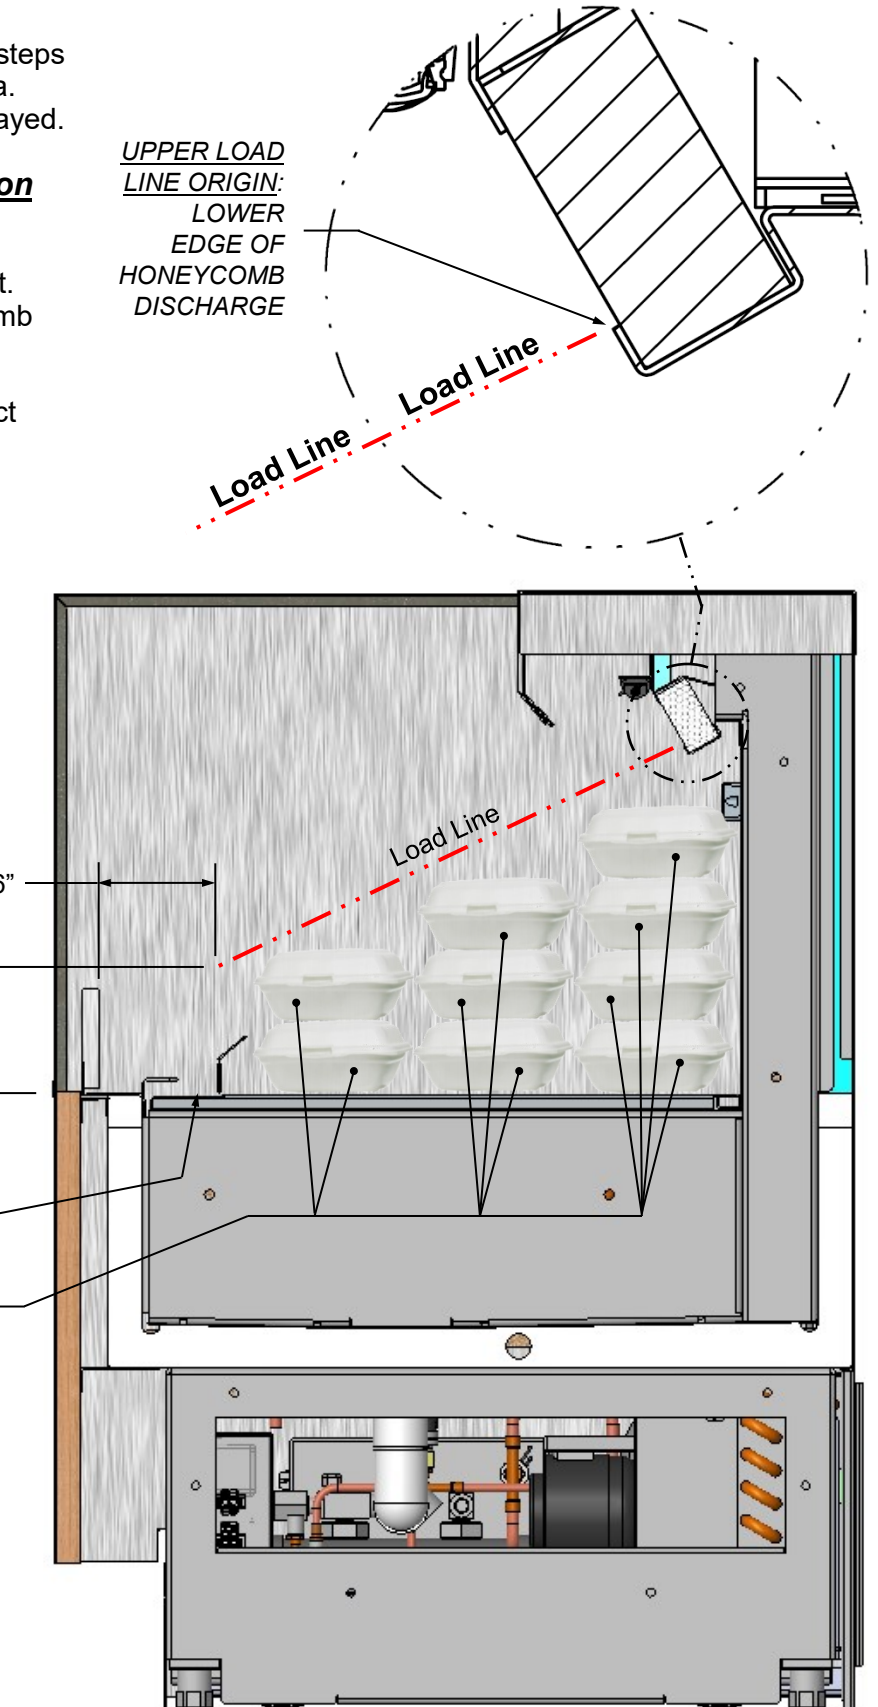 steps
a.
ayed.
on
t.
mb
ct
UPPER LOAD
LINE ORIGIN:
LOWER
EDGE OF
HONEYCOMB
DISCHARGE
Load Line
Load Line
Load Line
6”